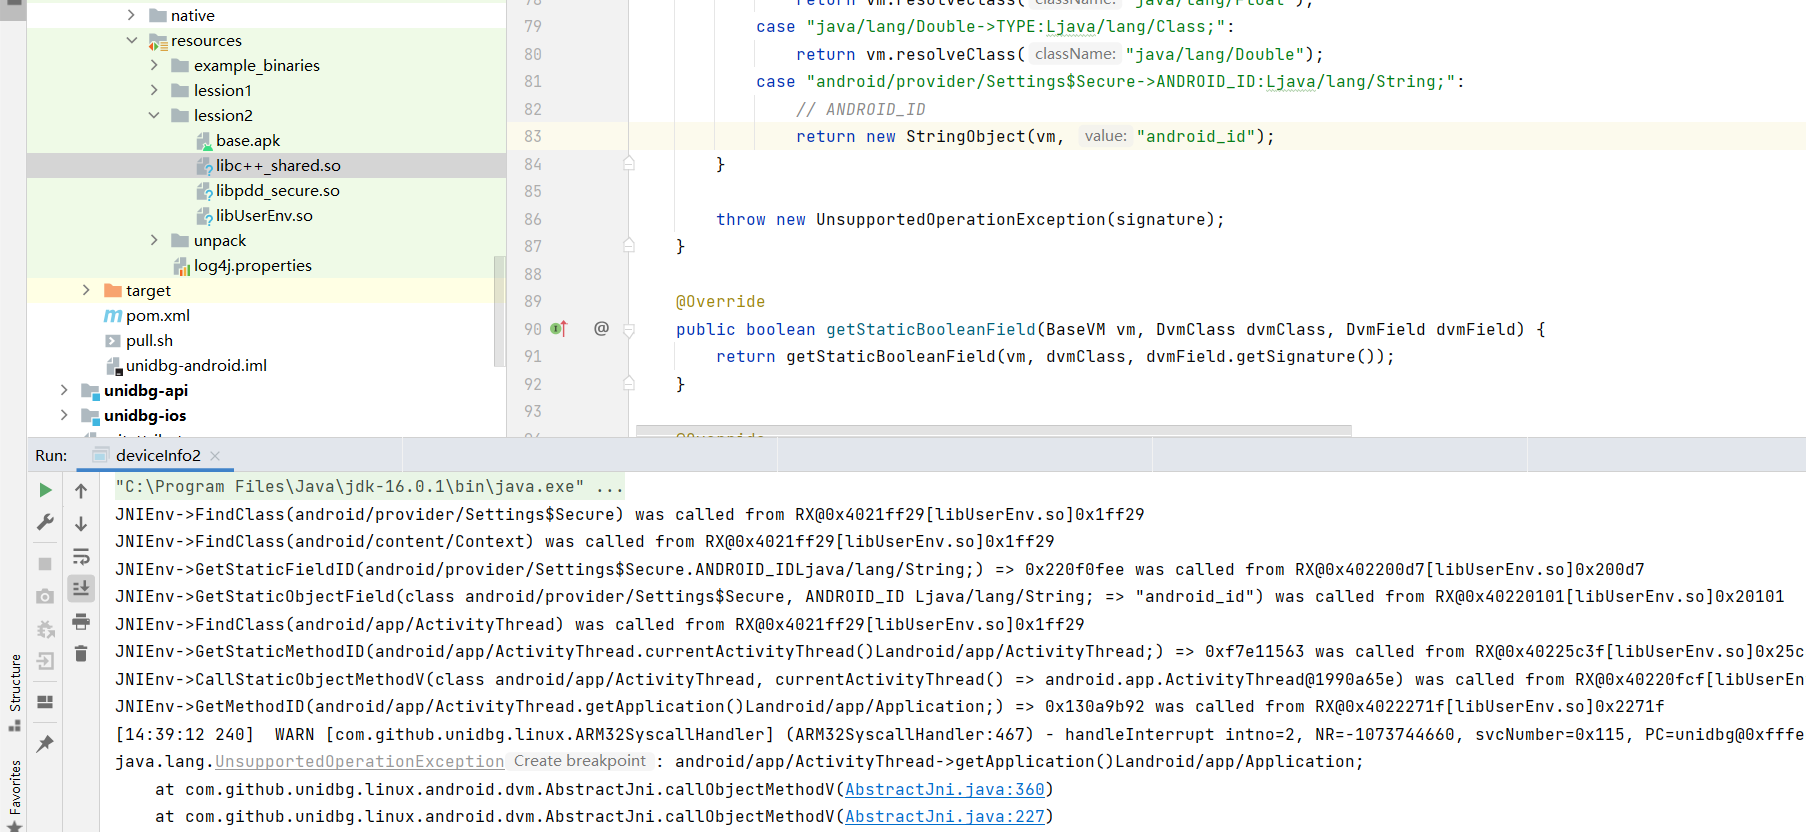 native
resources
example_binaries
lession1
lession2
base.apk
libc++_shared.so
libpdd_secure.so
libUserEnv.so
unpack
log4j.properties
target
pom.xml
pull.sh
unidbg-android.iml
unidbg-api
unidbg-ios
79 case "java/lang/Double->TYPE:Ljava/lang/Class;":
80 return vm.resolveClass( className: "java/lang/Double");
81 case "android/provider/Settings$Secure->ANDROID_ID:Ljava/lang/String;":
82 // ANDROID_ID
83 return new StringObject(vm, value: "android_id");
84 }
85
86 throw new UnsupportedOperationException(signature);
87 }
88
89 @Override
90 @ public boolean getStaticBooleanField(BaseVM vm, DvmClass dvmClass, DvmField dvmField) {
91 return getStaticBooleanField(vm, dvmClass, dvmField.getSignature());
92 }
93
Run: deviceInfo2
"C:\Program Files\Java\jdk-16.0.1\bin\java.exe" ...
JNIEnv->FindClass(android/provider/Settings$Secure) was called from RX@0x4021ff29[libUserEnv.so]0x1ff29
JNIEnv->FindClass(android/content/Context) was called from RX@0x4021ff29[libUserEnv.so]0x1ff29
JNIEnv->GetStaticFieldID(android/provider/Settings$Secure.ANDROID_IDLjava/lang/String;) => 0x220f0fee was called from RX@0x402200d7[libUserEnv.so]0x200d7
JNIEnv->GetStaticObjectField(class android/provider/Settings$Secure, ANDROID_ID Ljava/lang/String; => "android_id") was called from RX@0x40220101[libUserEnv.so]0x20101
JNIEnv->FindClass(android/app/ActivityThread) was called from RX@0x4021ff29[libUserEnv.so]0x1ff29
JNIEnv->GetStaticMethodID(android/app/ActivityThread.currentActivityThread()Landroid/app/ActivityThread;) => 0xf7e11563 was called from RX@0x40225c3f[libUserEnv.so]0x25c
JNIEnv->CallStaticObjectMethodV(class android/app/ActivityThread, currentActivityThread() => android.app.ActivityThread@1990a65e) was called from RX@0x40220fcf[libUserEn
JNIEnv->GetMethodID(android/app/ActivityThread.getApplication()Landroid/app/Application;) => 0x130a9b92 was called from RX@0x4022271f[libUserEnv.so]0x2271f
[14:39:12 240]  WARN [com.github.unidbg.linux.ARM32SyscallHandler] (ARM32SyscallHandler:467) - handleInterrupt intno=2, NR=-1073744660, svcNumber=0x115, PC=unidbg@0xfffe
java.lang.UnsupportedOperationException Create breakpoint : android/app/ActivityThread->getApplication()Landroid/app/Application;
at com.github.unidbg.linux.android.dvm.AbstractJni.callObjectMethodV(AbstractJni.java:360)
at com.github.unidbg.linux.android.dvm.AbstractJni.callObjectMethodV(AbstractJni.java:227)
Structure
Favorites